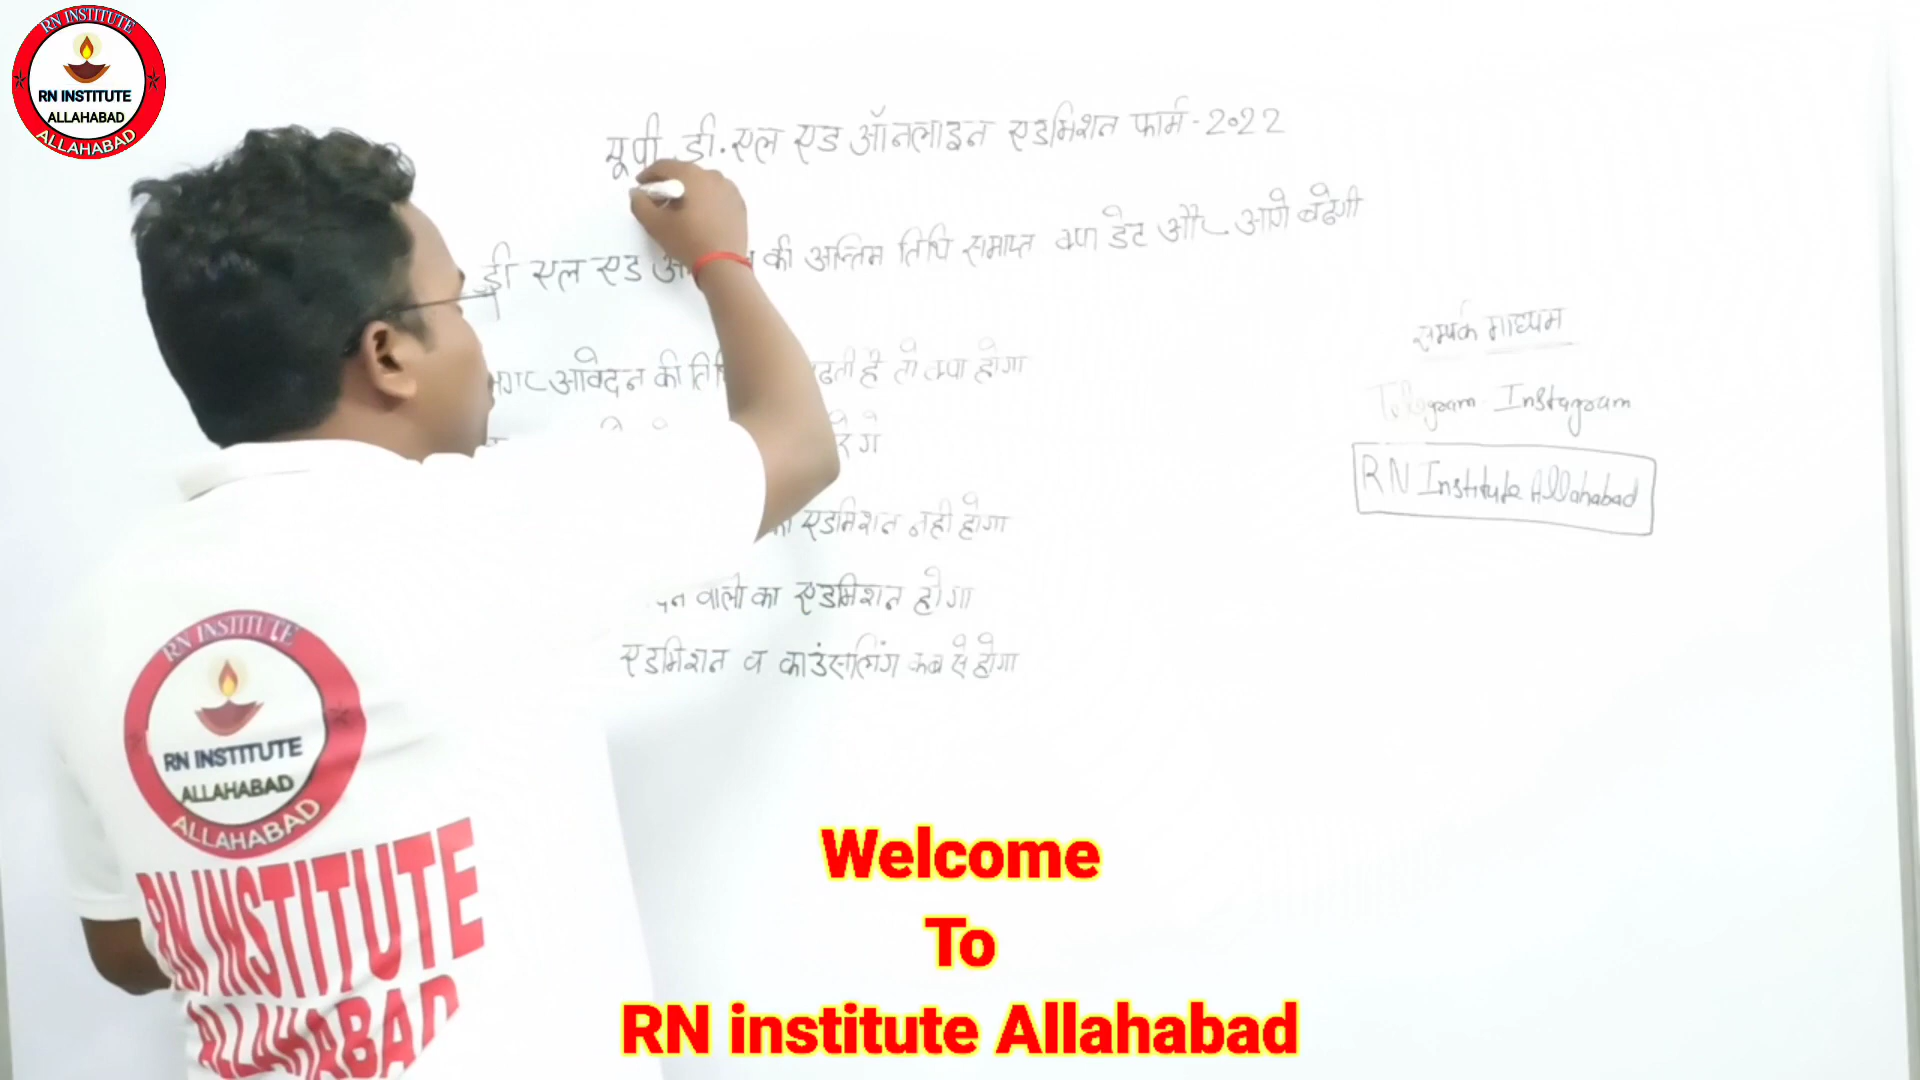 RN INSTITUTE
RN INSTITUTE
ALLAHABAD
ALLAHABAD
यूपी डी.एल एड ऑनलाइन एडमिशन फार्म-2022
डी एल एड की अन्तिम तिथि समाप्त क्या डेट और आगे बढेगी
आवेदन की है तो क्या होगा
एडमिशन नही होगा
वालो का एडमिशन होगा
एडमिशन व काउंसलिंग कब से होगा
सम्पर्क माध्यम
Telegram Instagram
RN Institute Allahabad
RN INSTITUTE
RN INSTITUTE
ALLAHABAD
ALLAHABAD
RN INSTITUTE
ALLAHABAD
Welcome
To
RN institute Allahabad